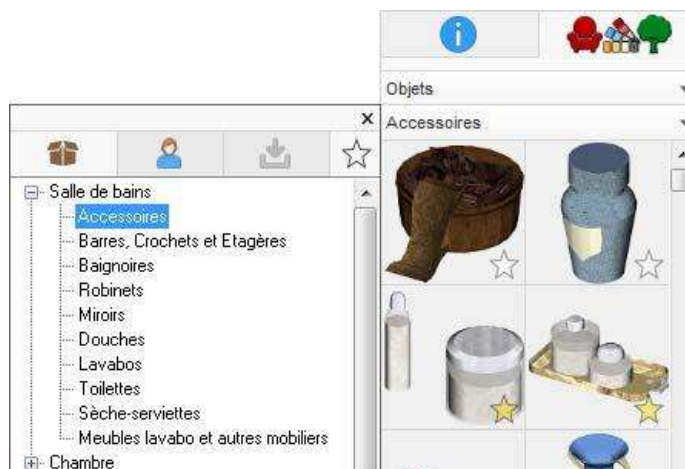 Objets
Accessoires
Salle de bains
Accessoires
Barres, Crochets et Etagères
Baignoires
Robinets
Miroirs
Douches
Lavabos
Toilettes
Sèche-serviettes
Meubles lavabo et autres mobiliers
Chambre